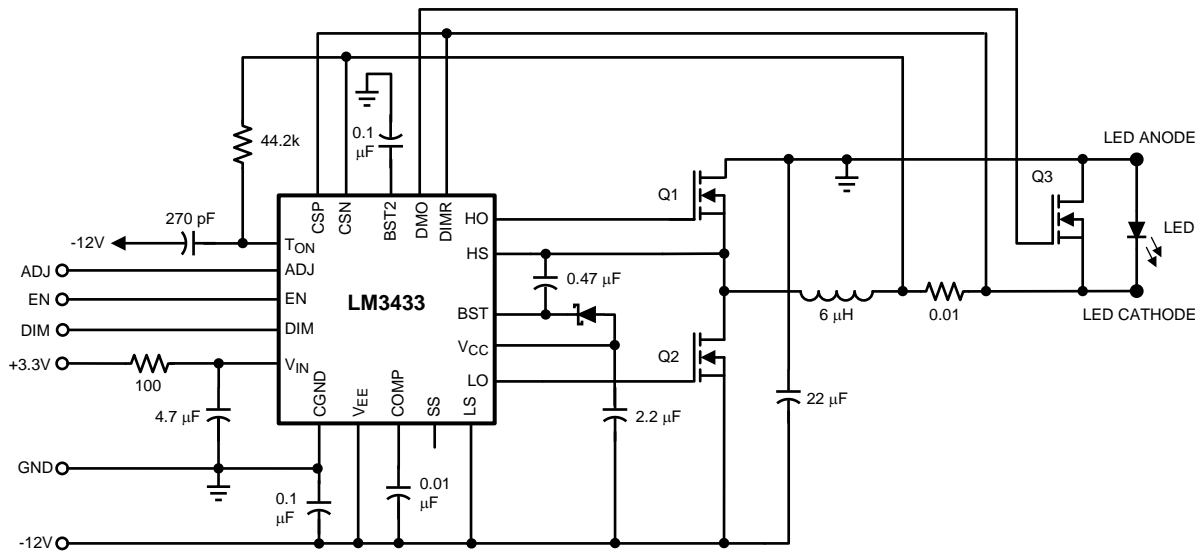 LED ANODE
44.2k
0.1
μF
Q1
Q3
270 pF
CSP
CSN
BST2
DMO
DIMR
HO
LED
-12V
TON
HS
ADJ
ADJ
0.47 μF
EN
EN
LM3433
BST
6 μH
0.01
LED CATHODE
DIM
DIM
VCC
Q2
+3.3V
VIN
LO
100
CGND
VEE
COMP
SS
LS
4.7 μF
2.2 μF
22 μF
GND
0.1
μF
0.01
μF
-12V